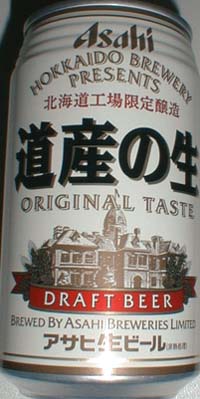 Asahi
HOKKAIDO BREWERY
PRESENTS
北海道工場限定醸造
道産の生
ORIGINAL TASTE
DRAFT BEER
BREWED BY ASAHI BREWERIES LIMITED
アサヒ生ビール